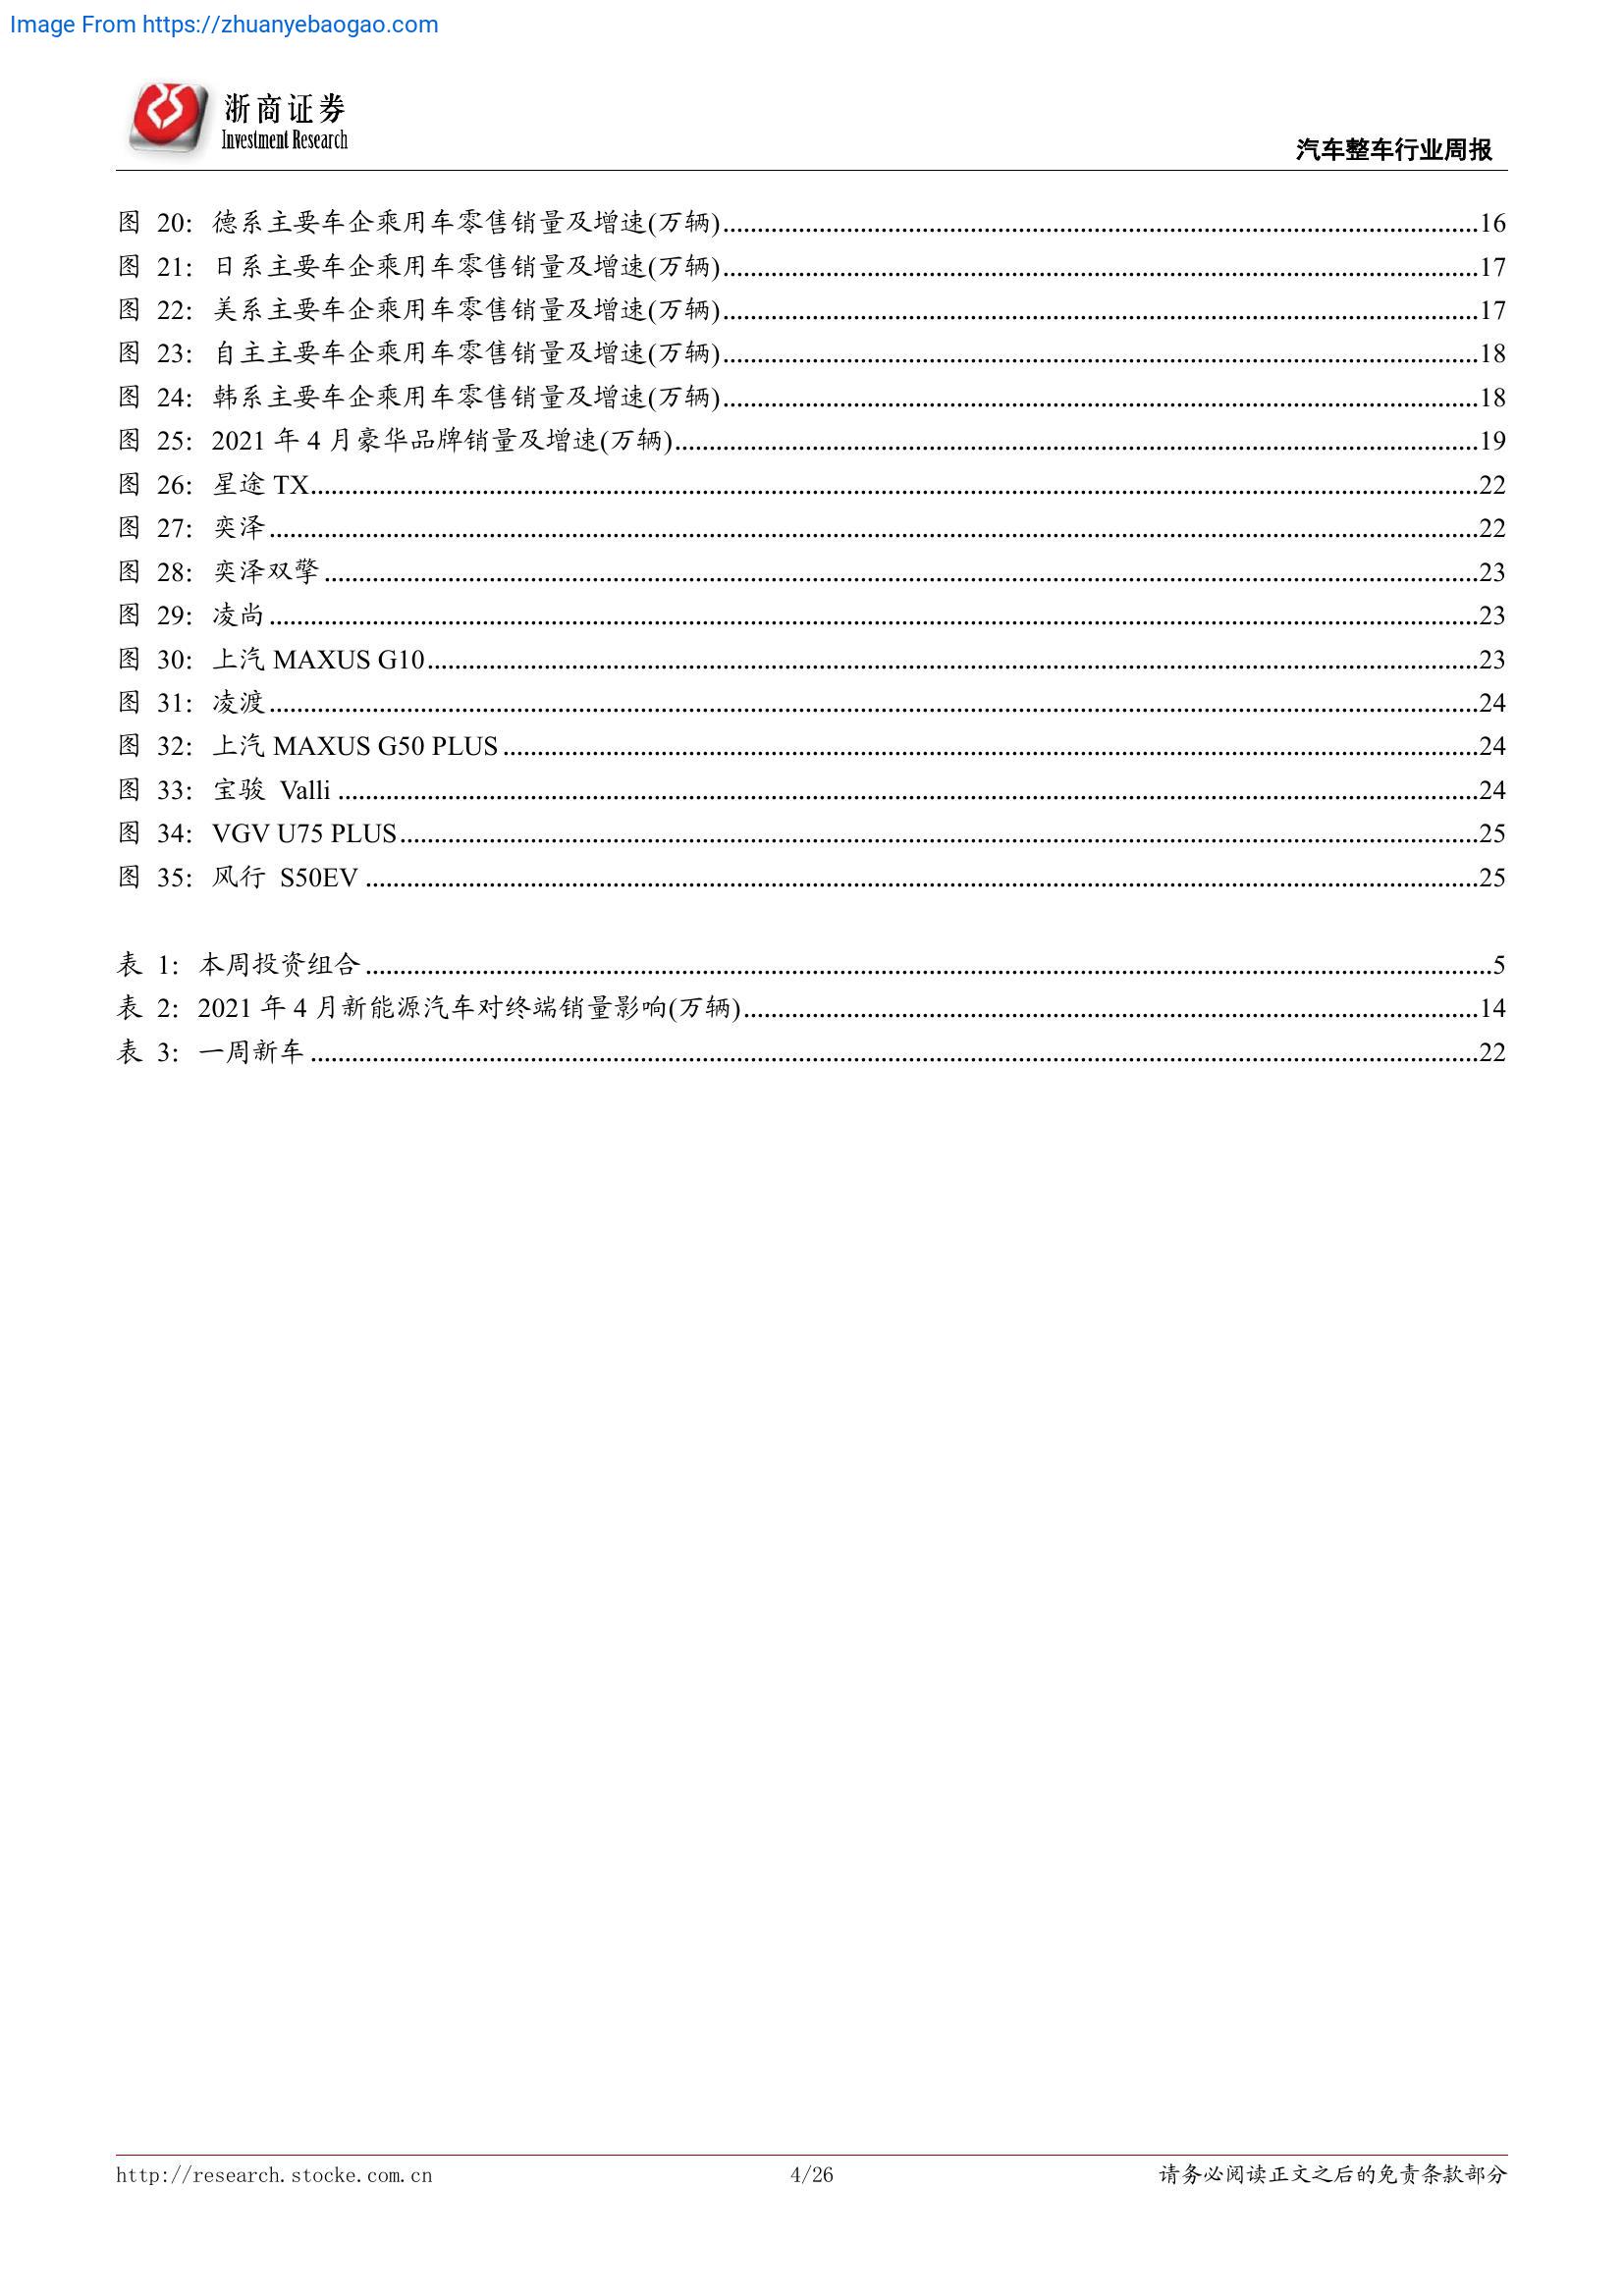 Image From https://zhuanyebaogao.com
浙商证券
Investment Research
汽车整车行业周报
图 20：德系主要车企乘用车零售销量及增速(万辆)....................16
图 21：日系主要车企乘用车零售销量及增速(万辆)....................17
图 22：美系主要车企乘用车零售销量及增速(万辆)....................17
图 23：自主主要车企乘用车零售销量及增速(万辆)....................18
图 24：韩系主要车企乘用车零售销量及增速(万辆)....................18
图 25：2021 年 4 月豪华品牌销量及增速(万辆)....................19
图 26：星途 TX....................22
图 27：奕泽....................22
图 28：奕泽双擎....................23
图 29：凌尚....................23
图 30：上汽 MAXUS G10....................23
图 31：凌渡....................24
图 32：上汽 MAXUS G50 PLUS....................24
图 33：宝骏 Valli....................24
图 34：VGV U75 PLUS....................25
图 35：风行 S50EV....................25
表 1：本周投资组合....................5
表 2：2021 年 4 月新能源汽车对终端销量影响(万辆)....................14
表 3：一周新车....................22
http://research.stocke.com.cn 4/26 请务必阅读正文之后的免责条款部分